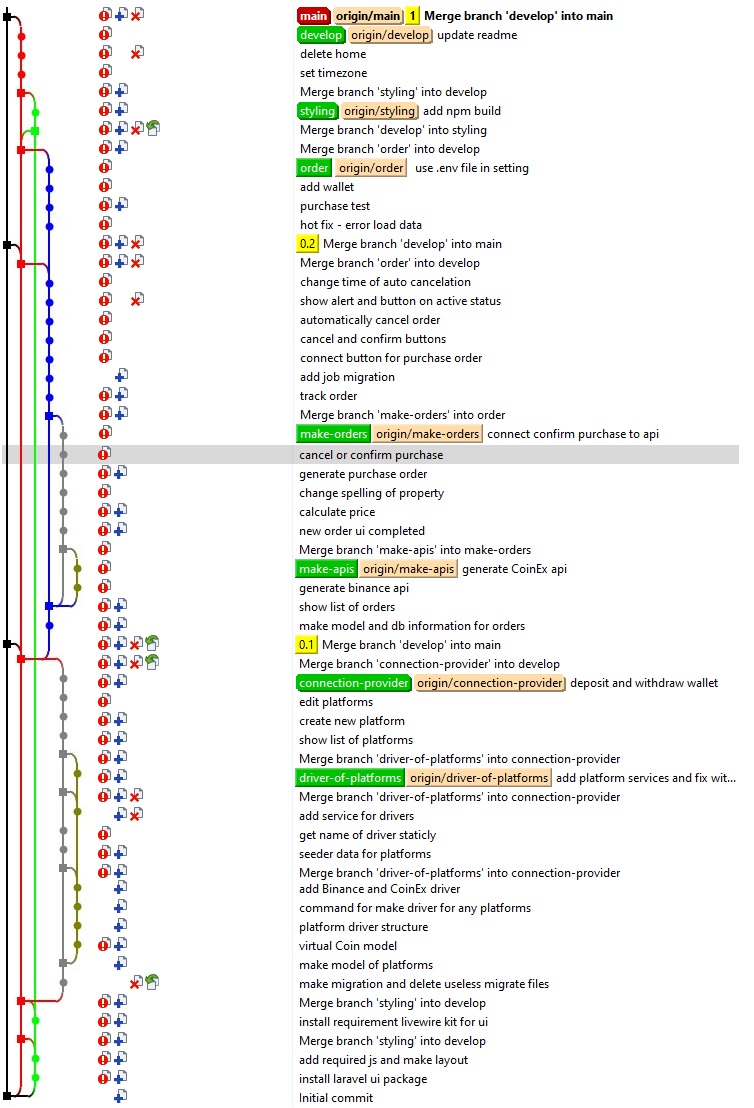 main origin/main 1 Merge branch 'develop' into main
develop origin/develop update readme
delete home
set timezone
Merge branch 'styling' into develop
styling origin/styling add npm build
Merge branch 'develop' into styling
Merge branch 'order' into develop
order origin/order use .env file in setting
add wallet
purchase test
hot fix - error load data
0.2 Merge branch 'develop' into main
Merge branch 'order' into develop
change time of auto cancelation
show alert and button on active status
automatically cancel order
cancel and confirm buttons
connect button for purchase order
add job migration
track order
Merge branch 'make-orders' into order
make-orders origin/make-orders connect confirm purchase to api
cancel or confirm purchase
generate purchase order
change spelling of property
calculate price
new order ui completed
Merge branch 'make-apis' into make-orders
make-apis origin/make-apis generate CoinEx api
generate binance api
show list of orders
make model and db information for orders
0.1 Merge branch 'develop' into main
Merge branch 'connection-provider' into develop
connection-provider origin/connection-provider deposit and withdraw wallet
edit platforms
create new platform
show list of platforms
Merge branch 'driver-of-platforms' into connection-provider
driver-of-platforms origin/driver-of-platforms add platform services and fix wit...
Merge branch 'driver-of-platforms' into connection-provider
add service for drivers
get name of driver staticly
seeder data for platforms
Merge branch 'driver-of-platforms' into connection-provider
add Binance and CoinEx driver
command for make driver for any platforms
platform driver structure
virtual Coin model
make model of platforms
make migration and delete useless migrate files
Merge branch 'styling' into develop
install requirement livewire kit for ui
Merge branch 'styling' into develop
add required js and make layout
install laravel ui package
Initial commit